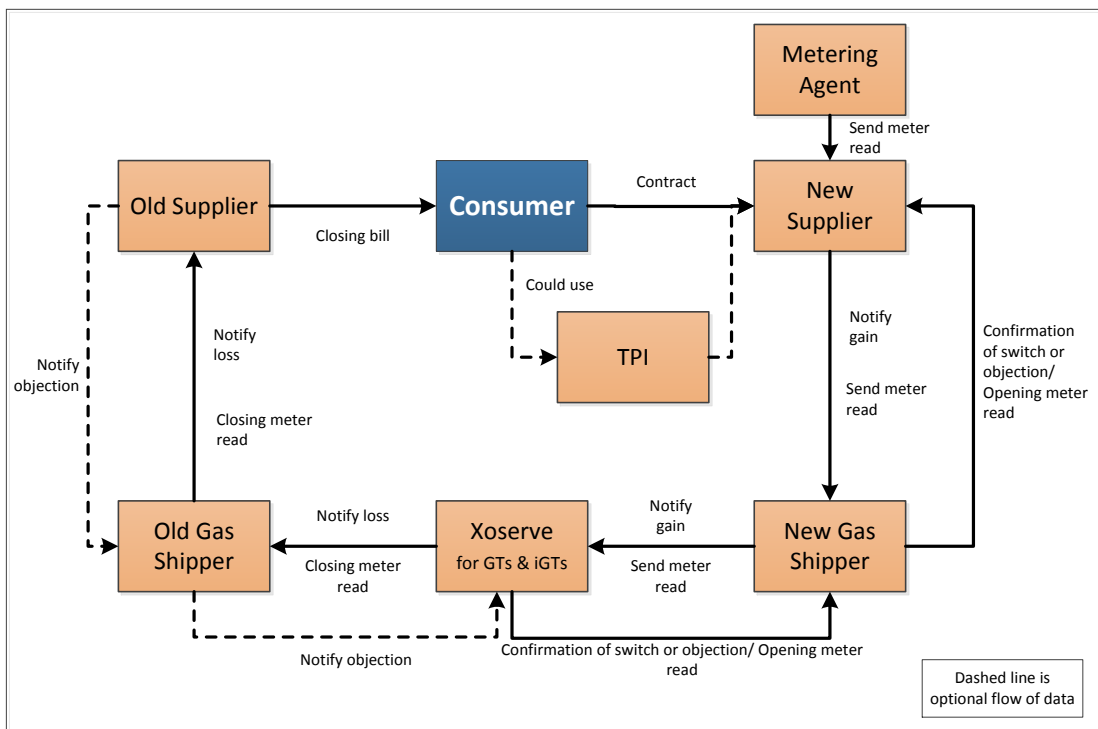 Metering
Agent
Send meter
read
Old Supplier
Consumer
Contract
New
Supplier
Closing bill
Could use
TPI
Notify
loss
Notify
gain
Confirmation
of switch or
objection/
Opening meter
read
Notify
objection
Closing meter
read
Send meter
read
Old Gas
Shipper
Notify loss
Closing meter
read
Xoserve
for GTs & iGTs
Notify
gain
Send meter
read
New Gas
Shipper
Notify objection
Confirmation of switch or objection/ Opening meter
read
Dashed line is
optional flow of data